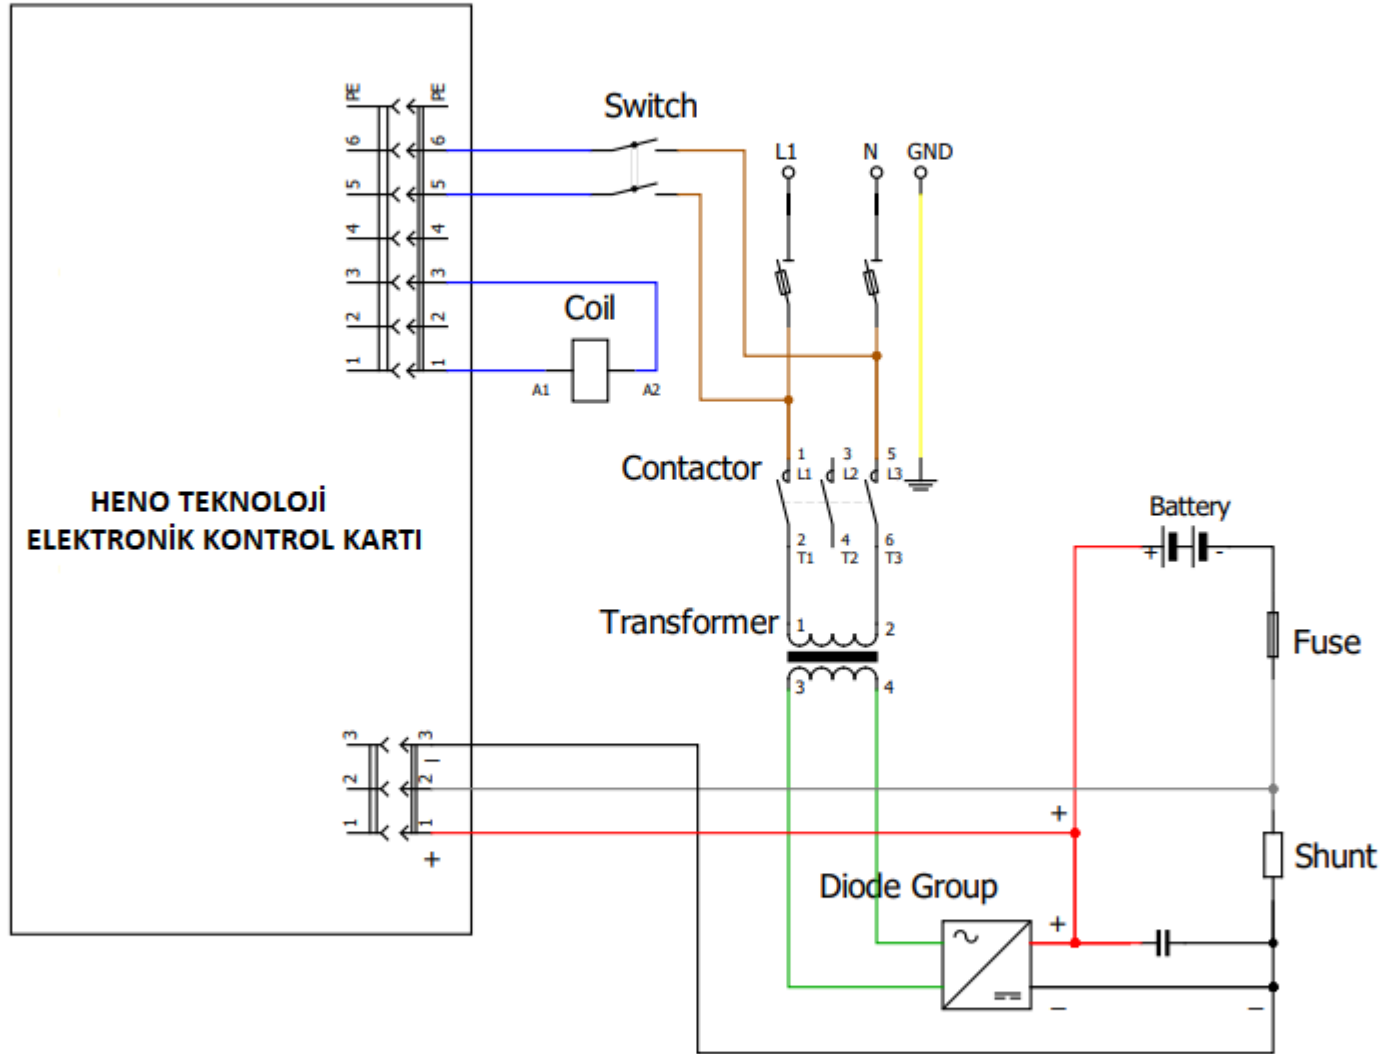 PE
PE
6
6
5
5
4
4
3
3
2
2
1
1
Switch
L1
N
GND
Coil
A1
A2
Contactor
1
L1
3
L2
5
L3
2
T1
4
T2
6
T3
HENO TEKNOLOJİ
ELEKTRONİK KONTROL KARTI
Battery
+
-
Transformer
1
2
3
4
Fuse
3
3
–
2
2
1
1
+
+
Shunt
Diode Group
+
–
–